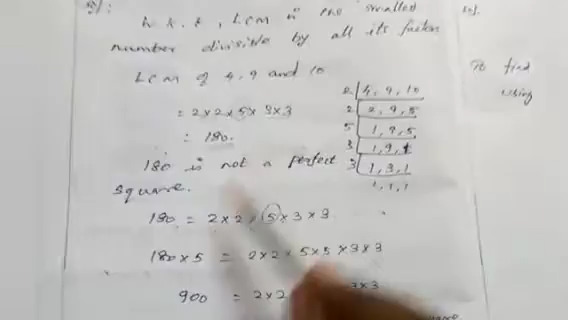 w. k. t, LCM is the smallest
number divisible by all its factors
LCM of 4, 9 and 10
= 2×2×5×3×3
= 180.
180 is not a perfect
square.
180 = 2×2×5×3×3
180×5 = 2×2×5×5×3×3
900 = 2×2 3×3
2 4, 9, 10
2 2, 9, 5
5 1, 9, 5
3 1, 9, 1
3 1, 3, 1
1, 1, 1
To find
using